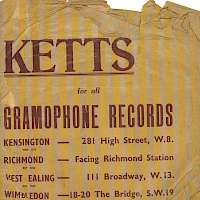 KETTS
for all
GRAMOPHONE RECORDS
KENSINGTON — 281 High Street, W.8.
RICHMOND — Facing Richmond Station
WEST EALING — 111 Broadway, W.13.
WIMBLEDON — 18-20 The Bridge, S.W.19